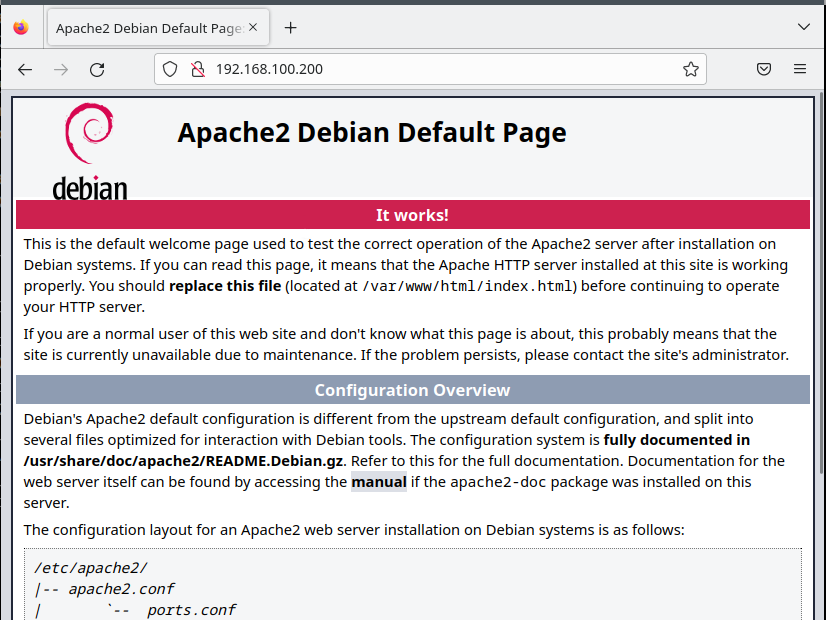 Apache2 Debian Default Page:
192.168.100.200
debian
Apache2 Debian Default Page
It works!
This is the default welcome page used to test the correct operation of the Apache2 server after installation on
Debian systems. If you can read this page, it means that the Apache HTTP server installed at this site is working
properly. You should replace this file (located at /var/www/html/index.html) before continuing to operate
your HTTP server.
If you are a normal user of this web site and don't know what this page is about, this probably means that the
site is currently unavailable due to maintenance. If the problem persists, please contact the site's administrator.
Configuration Overview
Debian's Apache2 default configuration is different from the upstream default configuration, and split into
several files optimized for interaction with Debian tools. The configuration system is fully documented in
/usr/share/doc/apache2/README.Debian.gz. Refer to this for the full documentation. Documentation for the
web server itself can be found by accessing the manual if the apache2-doc package was installed on this
server.
The configuration layout for an Apache2 web server installation on Debian systems is as follows:
/etc/apache2/
|-- apache2.conf
|       `--  ports.conf